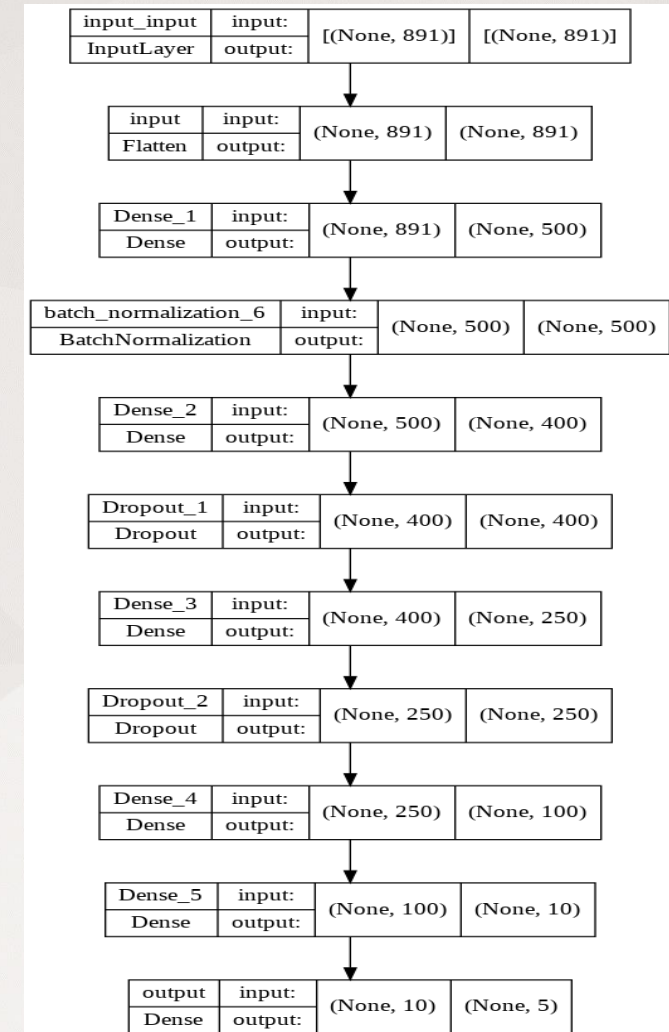 input_input input: [(None, 891)] [(None, 891)]
InputLayer output:
input input: (None, 891) (None, 891)
Flatten output:
Dense_1 input: (None, 891) (None, 500)
Dense output:
batch_normalization_6 input: (None, 500) (None, 500)
BatchNormalization output:
Dense_2 input: (None, 500) (None, 400)
Dense output:
Dropout_1 input: (None, 400) (None, 400)
Dropout output:
Dense_3 input: (None, 400) (None, 250)
Dense output:
Dropout_2 input: (None, 250) (None, 250)
Dropout output:
Dense_4 input: (None, 250) (None, 100)
Dense output:
Dense_5 input: (None, 100) (None, 10)
Dense output:
output input: (None, 10) (None, 5)
Dense output: